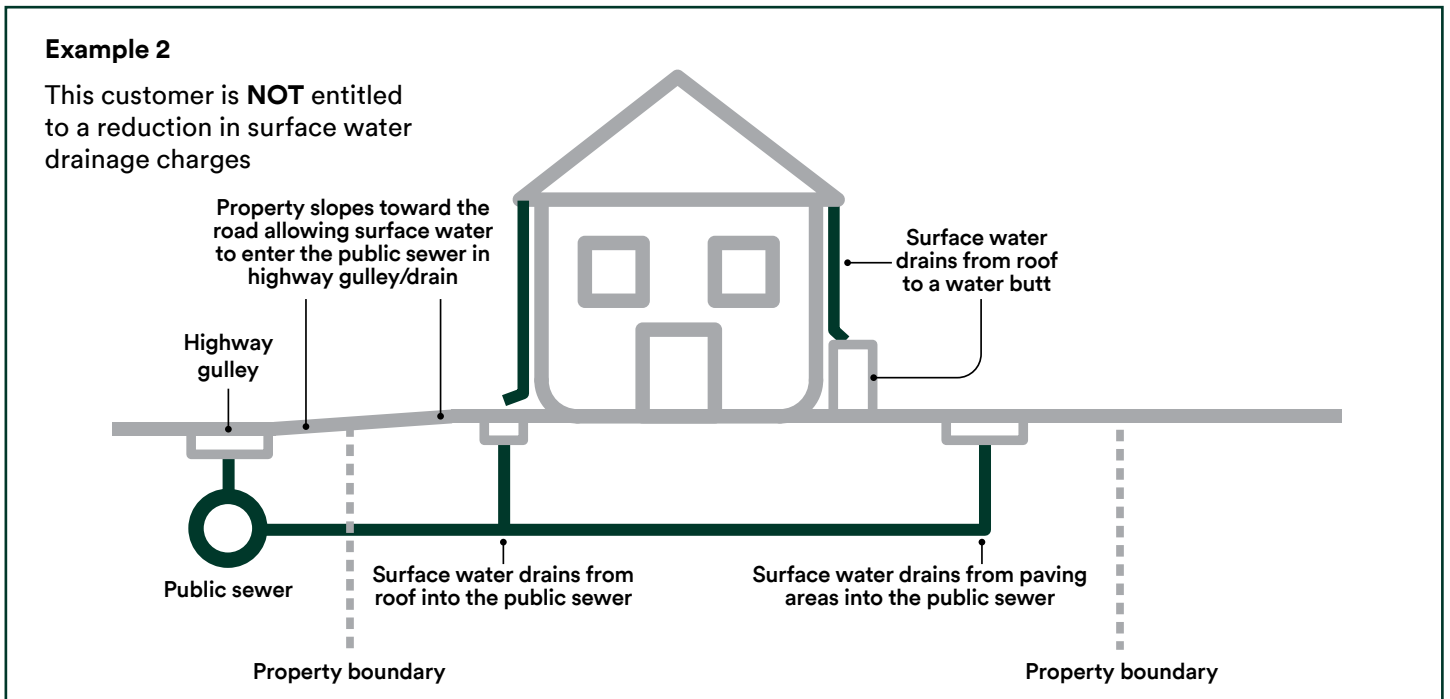 Example 2
This customer is NOT entitled
to a reduction in surface water
drainage charges
Property slopes toward the
road allowing surface water
to enter the public sewer in
highway gulley/drain
Surface water
drains from roof
to a water butt
Highway
gulley
Public sewer
Surface water drains from
roof into the public sewer
Surface water drains from paving
areas into the public sewer
Property boundary
Property boundary